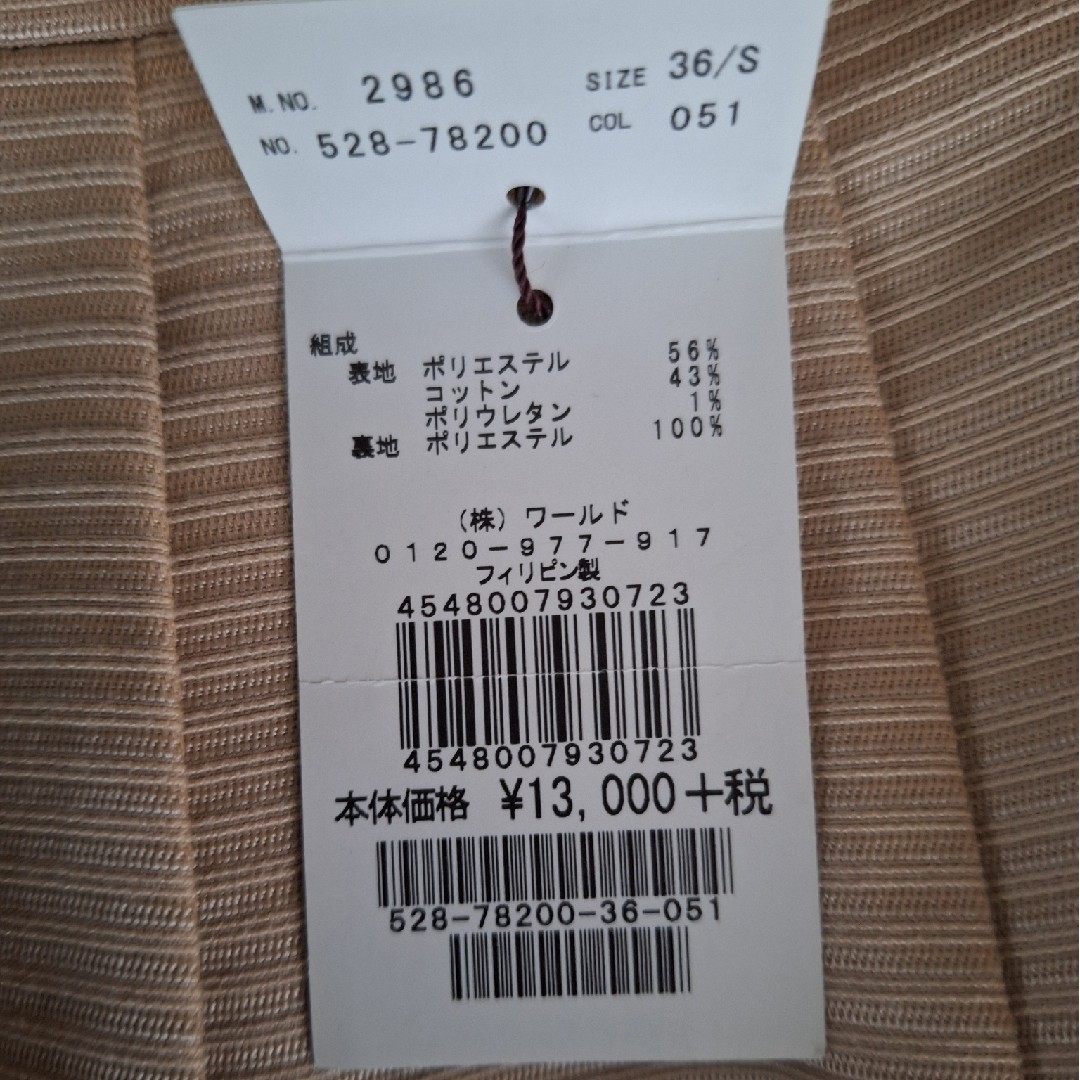 M.NO. 2986 SIZE 36/S
NO. 528-78200 COL 051
組成
表地 ポリエステル 56%
コットン 43%
ポリウレタン 1%
裏地 ポリエステル 100%
(株)ワールド
0120-977-917
フィリピン製
4548007930723
4548007930723
本体価格 ¥13,000+税
528-78200-36-051